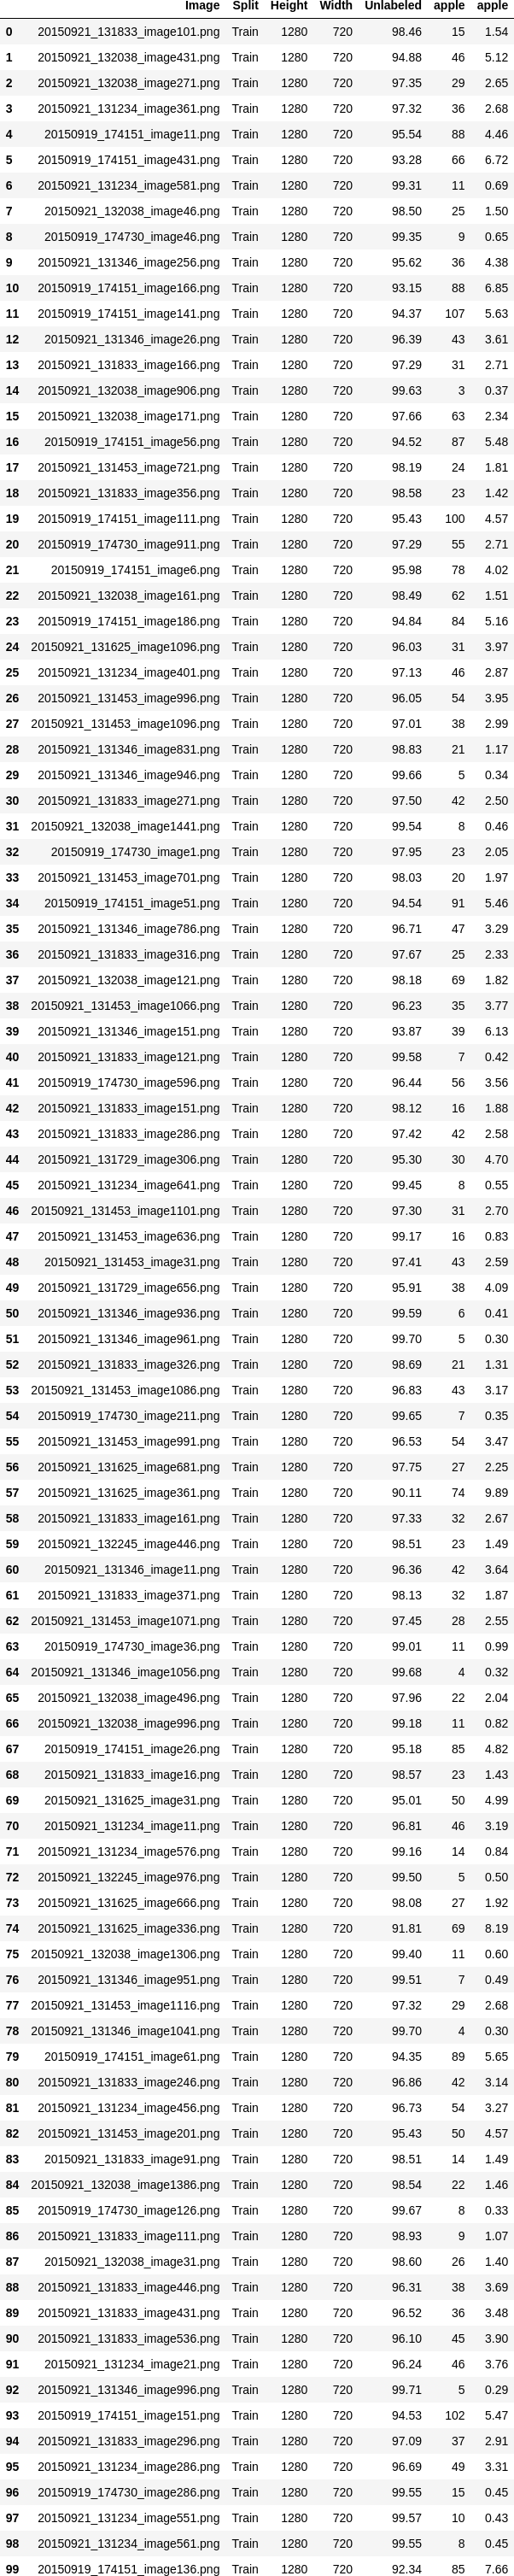 Image Split Height Width Unlabeled apple apple
0 20150921_131833_image101.png Train 1280 720 98.46 15 1.54
1 20150921_132038_image431.png Train 1280 720 94.88 46 5.12
2 20150921_132038_image271.png Train 1280 720 97.35 29 2.65
3 20150921_131234_image361.png Train 1280 720 97.32 36 2.68
4 20150919_174151_image11.png Train 1280 720 95.54 88 4.46
5 20150919_174151_image431.png Train 1280 720 93.28 66 6.72
6 20150921_131234_image581.png Train 1280 720 99.31 11 0.69
7 20150921_132038_image46.png Train 1280 720 98.50 25 1.50
8 20150919_174730_image46.png Train 1280 720 99.35 9 0.65
9 20150921_131346_image256.png Train 1280 720 95.62 36 4.38
10 20150919_174151_image166.png Train 1280 720 93.15 88 6.85
11 20150919_174151_image141.png Train 1280 720 94.37 107 5.63
12 20150921_131346_image26.png Train 1280 720 96.39 43 3.61
13 20150921_131833_image166.png Train 1280 720 97.29 31 2.71
14 20150921_132038_image906.png Train 1280 720 99.63 3 0.37
15 20150921_132038_image171.png Train 1280 720 97.66 63 2.34
16 20150919_174151_image56.png Train 1280 720 94.52 87 5.48
17 20150921_131453_image721.png Train 1280 720 98.19 24 1.81
18 20150921_131833_image356.png Train 1280 720 98.58 23 1.42
19 20150919_174151_image111.png Train 1280 720 95.43 100 4.57
20 20150919_174730_image911.png Train 1280 720 97.29 55 2.71
21 20150919_174151_image6.png Train 1280 720 95.98 78 4.02
22 20150921_132038_image161.png Train 1280 720 98.49 62 1.51
23 20150919_174151_image186.png Train 1280 720 94.84 84 5.16
24 20150921_131625_image1096.png Train 1280 720 96.03 31 3.97
25 20150921_131234_image401.png Train 1280 720 97.13 46 2.87
26 20150921_131453_image996.png Train 1280 720 96.05 54 3.95
27 20150921_131453_image1096.png Train 1280 720 97.01 38 2.99
28 20150921_131346_image831.png Train 1280 720 98.83 21 1.17
29 20150921_131346_image946.png Train 1280 720 99.66 5 0.34
30 20150921_131833_image271.png Train 1280 720 97.50 42 2.50
31 20150921_132038_image1441.png Train 1280 720 99.54 8 0.46
32 20150919_174730_image1.png Train 1280 720 97.95 23 2.05
33 20150921_131453_image701.png Train 1280 720 98.03 20 1.97
34 20150919_174151_image51.png Train 1280 720 94.54 91 5.46
35 20150921_131346_image786.png Train 1280 720 96.71 47 3.29
36 20150921_131833_image316.png Train 1280 720 97.67 25 2.33
37 20150921_132038_image121.png Train 1280 720 98.18 69 1.82
38 20150921_131453_image1066.png Train 1280 720 96.23 35 3.77
39 20150921_131346_image151.png Train 1280 720 93.87 39 6.13
40 20150921_131833_image121.png Train 1280 720 99.58 7 0.42
41 20150919_174730_image596.png Train 1280 720 96.44 56 3.56
42 20150921_131833_image151.png Train 1280 720 98.12 16 1.88
43 20150921_131833_image286.png Train 1280 720 97.42 42 2.58
44 20150921_131729_image306.png Train 1280 720 95.30 30 4.70
45 20150921_131234_image641.png Train 1280 720 99.45 8 0.55
46 20150921_131453_image1101.png Train 1280 720 97.30 31 2.70
47 20150921_131453_image636.png Train 1280 720 99.17 16 0.83
48 20150921_131453_image31.png Train 1280 720 97.41 43 2.59
49 20150921_131729_image656.png Train 1280 720 95.91 38 4.09
50 20150921_131346_image936.png Train 1280 720 99.59 6 0.41
51 20150921_131346_image961.png Train 1280 720 99.70 5 0.30
52 20150921_131833_image326.png Train 1280 720 98.69 21 1.31
53 20150921_131453_image1086.png Train 1280 720 96.83 43 3.17
54 20150919_174730_image211.png Train 1280 720 99.65 7 0.35
55 20150921_131453_image991.png Train 1280 720 96.53 54 3.47
56 20150921_131625_image681.png Train 1280 720 97.75 27 2.25
57 20150921_131625_image361.png Train 1280 720 90.11 74 9.89
58 20150921_131833_image161.png Train 1280 720 97.33 32 2.67
59 20150921_132245_image446.png Train 1280 720 98.51 23 1.49
60 20150921_131346_image11.png Train 1280 720 96.36 42 3.64
61 20150921_131833_image371.png Train 1280 720 98.13 32 1.87
62 20150921_131453_image1071.png Train 1280 720 97.45 28 2.55
63 20150919_174730_image36.png Train 1280 720 99.01 11 0.99
64 20150921_131346_image1056.png Train 1280 720 99.68 4 0.32
65 20150921_132038_image496.png Train 1280 720 97.96 22 2.04
66 20150921_132038_image996.png Train 1280 720 99.18 11 0.82
67 20150919_174151_image26.png Train 1280 720 95.18 85 4.82
68 20150921_131833_image16.png Train 1280 720 98.57 23 1.43
69 20150921_131625_image31.png Train 1280 720 95.01 50 4.99
70 20150921_131234_image11.png Train 1280 720 96.81 46 3.19
71 20150921_131234_image576.png Train 1280 720 99.16 14 0.84
72 20150921_132245_image976.png Train 1280 720 99.50 5 0.50
73 20150921_131625_image666.png Train 1280 720 98.08 27 1.92
74 20150921_131625_image336.png Train 1280 720 91.81 69 8.19
75 20150921_132038_image1306.png Train 1280 720 99.40 11 0.60
76 20150921_131346_image951.png Train 1280 720 99.51 7 0.49
77 20150921_131453_image1116.png Train 1280 720 97.32 29 2.68
78 20150921_131346_image1041.png Train 1280 720 99.70 4 0.30
79 20150919_174151_image61.png Train 1280 720 94.35 89 5.65
80 20150921_131833_image246.png Train 1280 720 96.86 42 3.14
81 20150921_131234_image456.png Train 1280 720 96.73 54 3.27
82 20150921_131453_image201.png Train 1280 720 95.43 50 4.57
83 20150921_131833_image91.png Train 1280 720 98.51 14 1.49
84 20150921_132038_image1386.png Train 1280 720 98.54 22 1.46
85 20150919_174730_image126.png Train 1280 720 99.67 8 0.33
86 20150921_131833_image111.png Train 1280 720 98.93 9 1.07
87 20150921_132038_image31.png Train 1280 720 98.60 26 1.40
88 20150921_131833_image446.png Train 1280 720 96.31 38 3.69
89 20150921_131833_image431.png Train 1280 720 96.52 36 3.48
90 20150921_131833_image536.png Train 1280 720 96.10 45 3.90
91 20150921_131234_image21.png Train 1280 720 96.24 46 3.76
92 20150921_131346_image996.png Train 1280 720 99.71 5 0.29
93 20150919_174151_image151.png Train 1280 720 94.53 102 5.47
94 20150921_131833_image296.png Train 1280 720 97.09 37 2.91
95 20150921_131234_image286.png Train 1280 720 96.69 49 3.31
96 20150919_174730_image286.png Train 1280 720 99.55 15 0.45
97 20150921_131234_image551.png Train 1280 720 99.57 10 0.43
98 20150921_131234_image561.png Train 1280 720 99.55 8 0.45
99 20150919_174151_image136.png Train 1280 720 92.34 85 7.66